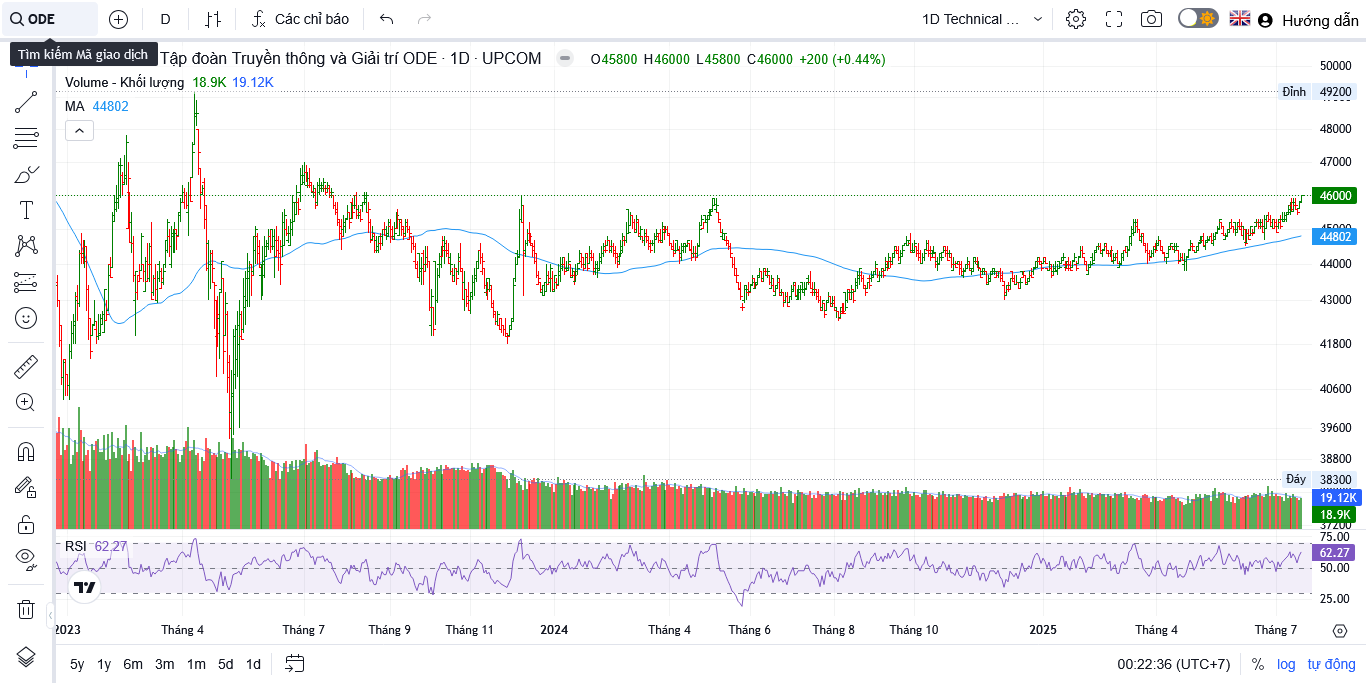 ODE
D
Các chỉ báo
1D Technical ...
Hướng dẫn
Tìm kiếm Mã giao dịch
Tập đoàn Truyền thông và Giải trí ODE · 1D · UPCOM
O45800 H46000 L45800 C46000 +200 (+0.44%)
Volume - Khối lượng 18.9K 19.12K
MA 44802
50000
Đỉnh 49200
48000
47000
46000
44802
44000
43000
41800
40600
39600
38800
Đáy 38300
19.12K
18.9K
37200
RSI 62.27
75.00
62.27
50.00
25.00
2023 Tháng 4 Tháng 7 Tháng 9 Tháng 11 2024 Tháng 4 Tháng 6 Tháng 8 Tháng 10 2025 Tháng 4 Tháng 7
5y 1y 6m 3m 1m 5d 1d
00:22:36 (UTC+7) % log tự động